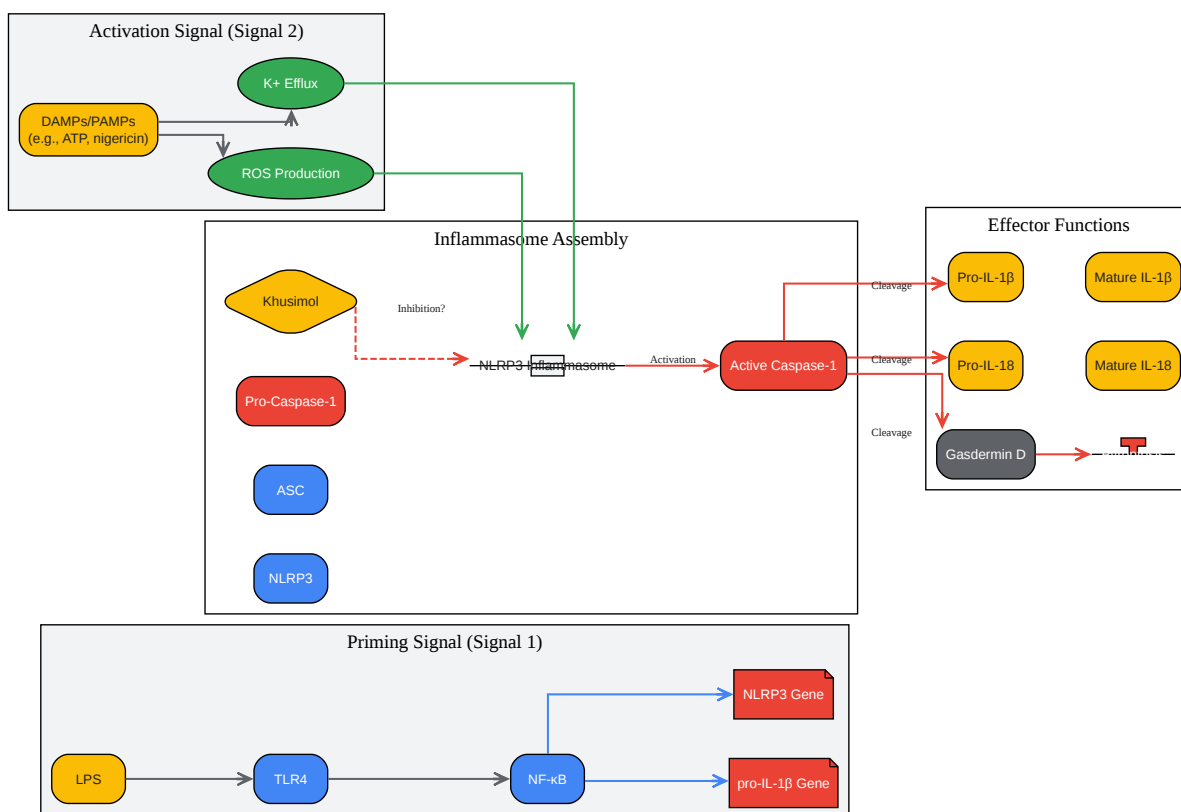 Activation Signal (Signal 2)
K+ Efflux
DAMPs/PAMPs
(e.g., ATP, nigericin)
ROS Production
Inflammasome Assembly
Effector Functions
Khusimol
Inhibition?
Cleavage
Pro-IL-1β
Mature IL-1β
NLRP3 Inflammasome
Activation
Active Caspase-1
Cleavage
Pro-IL-18
Mature IL-18
Pro-Caspase-1
Cleavage
Gasdermin D
ASC
NLRP3
Priming Signal (Signal 1)
NLRP3 Gene
LPS
TLR4
NF-κB
pro-IL-1β Gene